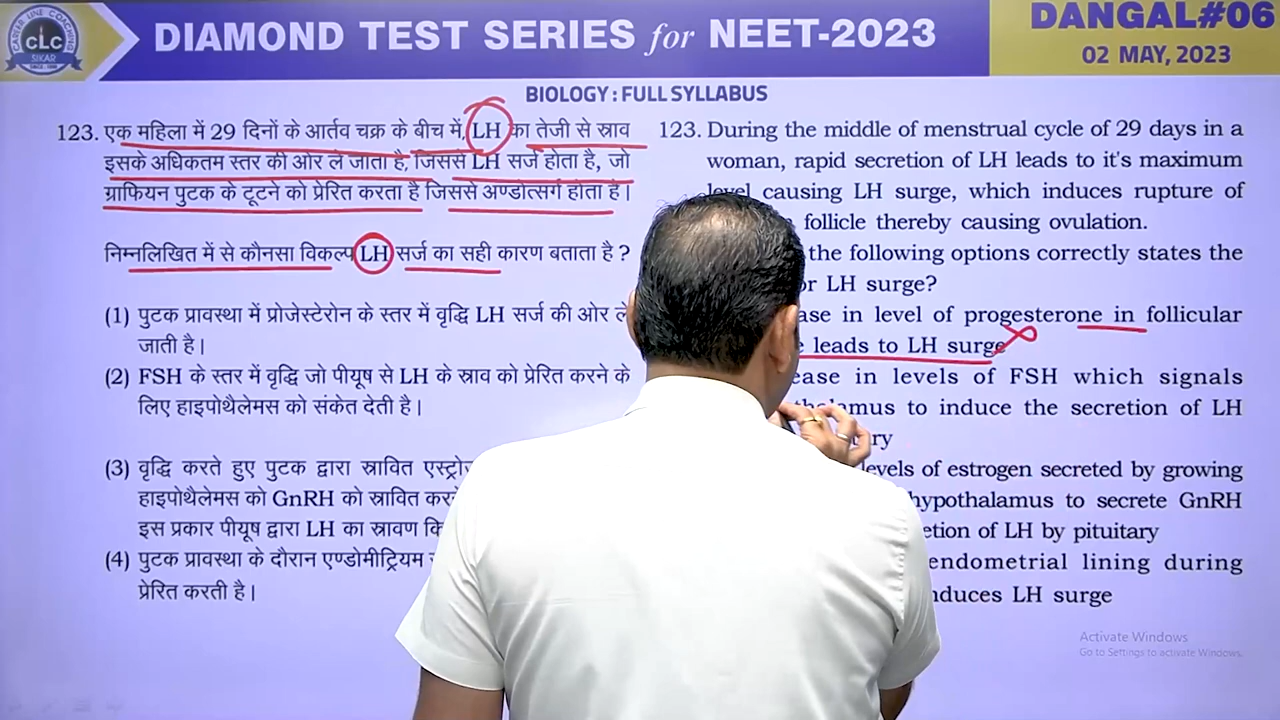 CAREER LINE COACHING
CLC
SIKAR
DIAMOND TEST SERIES for NEET-2023
DANGAL#06
02 MAY, 2023
BIOLOGY : FULL SYLLABUS
123. एक महिला में 29 दिनों के आर्तव चक्र के बीच में, LH का तेजी से स्राव
इसके अधिकतम स्तर की ओर ले जाता है, जिससे LH सर्ज होता है, जो
ग्राफियन पुटक के टूटने को प्रेरित करता है जिससे अण्डोत्सर्ग होता है।
निम्नलिखित में से कौनसा विकल्प LH सर्ज का सही कारण बताता है ?
(1) पुटक प्रावस्था में प्रोजेस्टेरोन के स्तर में वृद्धि LH सर्ज की ओर ले
जाती है।
(2) FSH के स्तर में वृद्धि जो पीयूष से LH के स्राव को प्रेरित करने के
लिए हाइपोथैलेमस को संकेत देती है।
(3) वृद्धि करते हुए पुटक द्वारा स्रावित
हाइपोथैलेमस को GnRH को स्रावित
इस प्रकार पीयूष द्वारा LH का स्रावण
(4) पुटक प्रावस्था के दौरान एण्डोमीट्रियम
प्रेरित करती है।
123. During the middle of menstrual cycle of 29 days in a
woman, rapid secretion of LH leads to it's maximum
level causing LH surge, which induces rupture of
follicle thereby causing ovulation.
the following options correctly states the
LH surge?
in level of progesterone in follicular
leads to LH surge
in levels of FSH which signals
to induce the secretion of LH
levels of estrogen secreted by growing
hypothalamus to secrete GnRH
of LH by pituitary
endometrial lining during
induces LH surge
Activate Windows
Go to Settings to activate Windows.